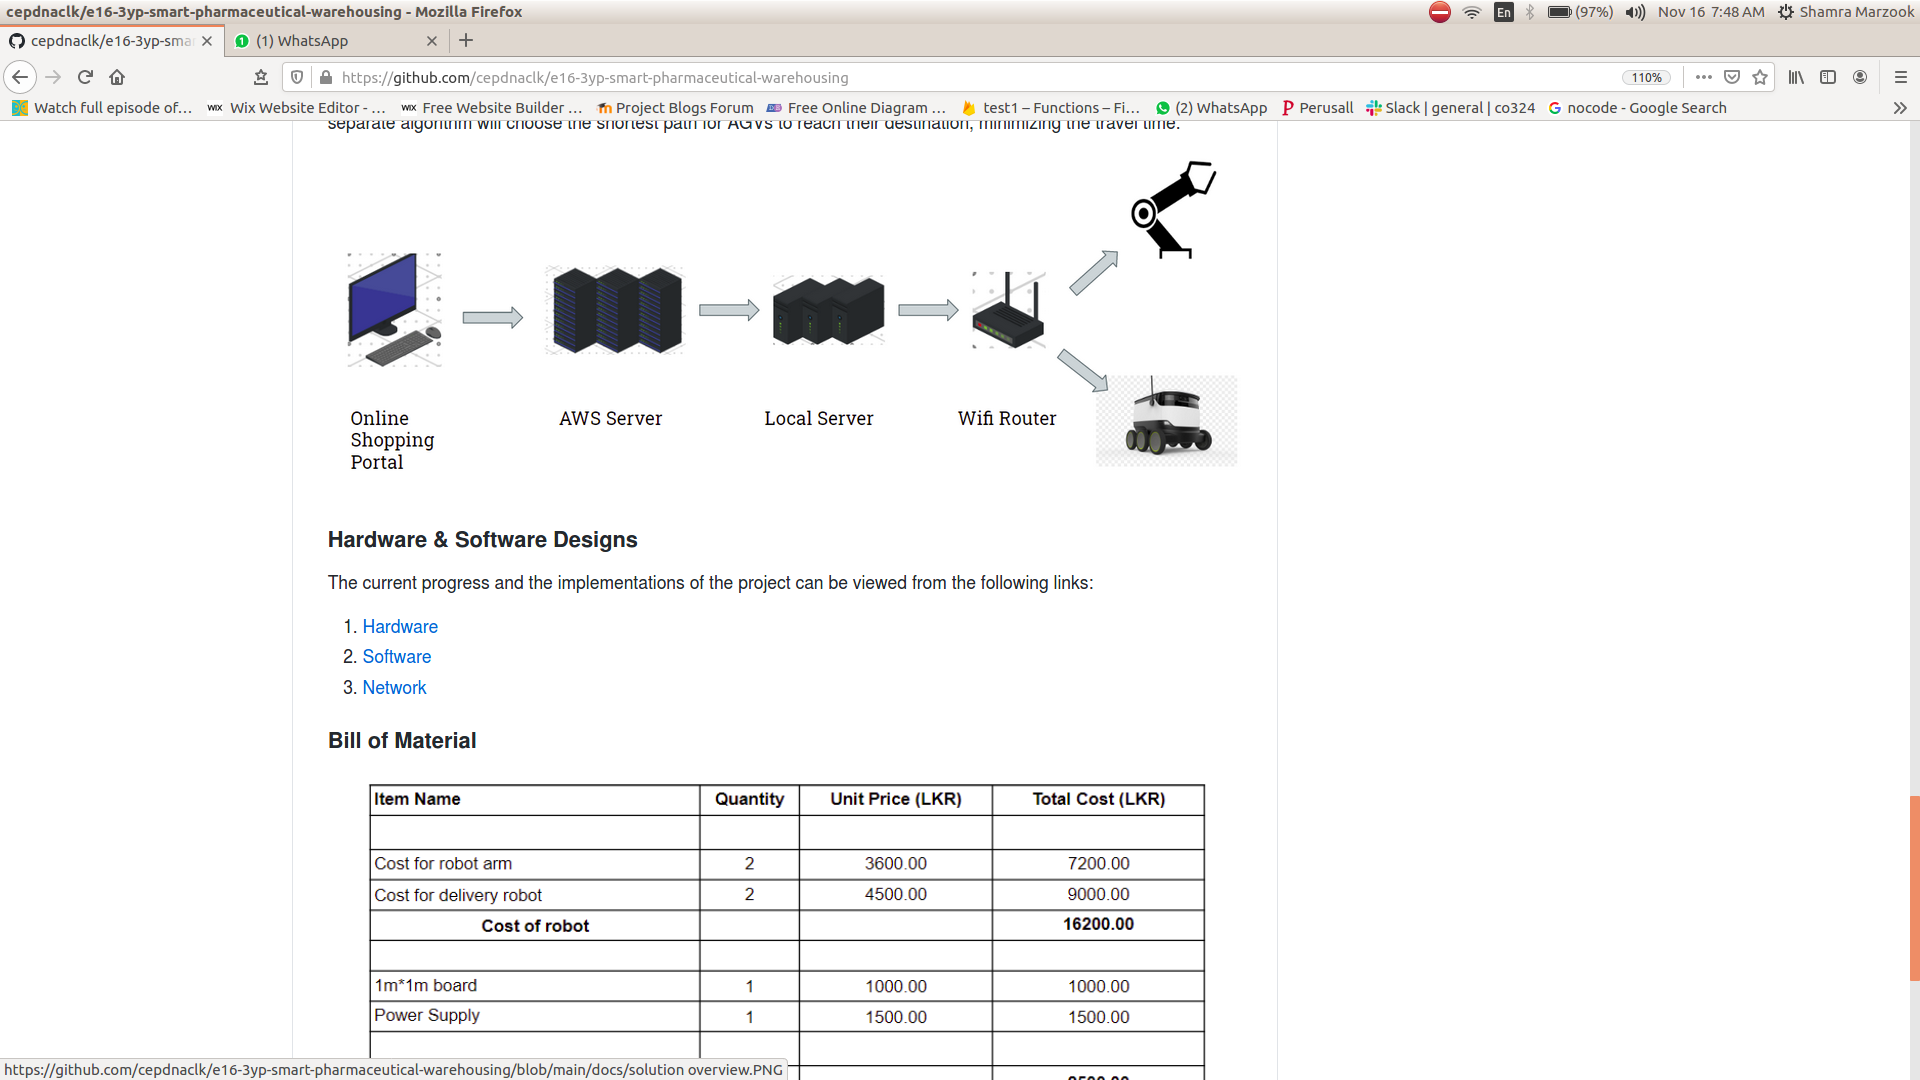 cepdnaclk/e16-3yp-smart-pharmaceutical-warehousing - Mozilla Firefox
En (97%) Nov 16 7:48 AM Shamra Marzook
cepdnaclk/e16-3yp-sma (1) WhatsApp
https://github.com/cepdnaclk/e16-3yp-smart-pharmaceutical-warehousing 110%
Watch full episode of... WIX Wix Website Editor - ... WIX Free Website Builder ... Project Blogs Forum Free Online Diagram ... test1 – Functions – Fi... (2) WhatsApp Perusall Slack | general | co324 nocode - Google Search
separate algorithm will choose the shortest path for AGVs to reach their destination, minimizing the travel time.
Online Shopping Portal
AWS Server
Local Server
Wifi Router
Hardware & Software Designs
The current progress and the implementations of the project can be viewed from the following links:
1. Hardware
2. Software
3. Network
Bill of Material
Item Name Quantity Unit Price (LKR) Total Cost (LKR)
Cost for robot arm 2 3600.00 7200.00
Cost for delivery robot 2 4500.00 9000.00
Cost of robot 16200.00
1m*1m board 1 1000.00 1000.00
Power Supply 1 1500.00 1500.00
https://github.com/cepdnaclk/e16-3yp-smart-pharmaceutical-warehousing/blob/main/docs/solution overview.PNG